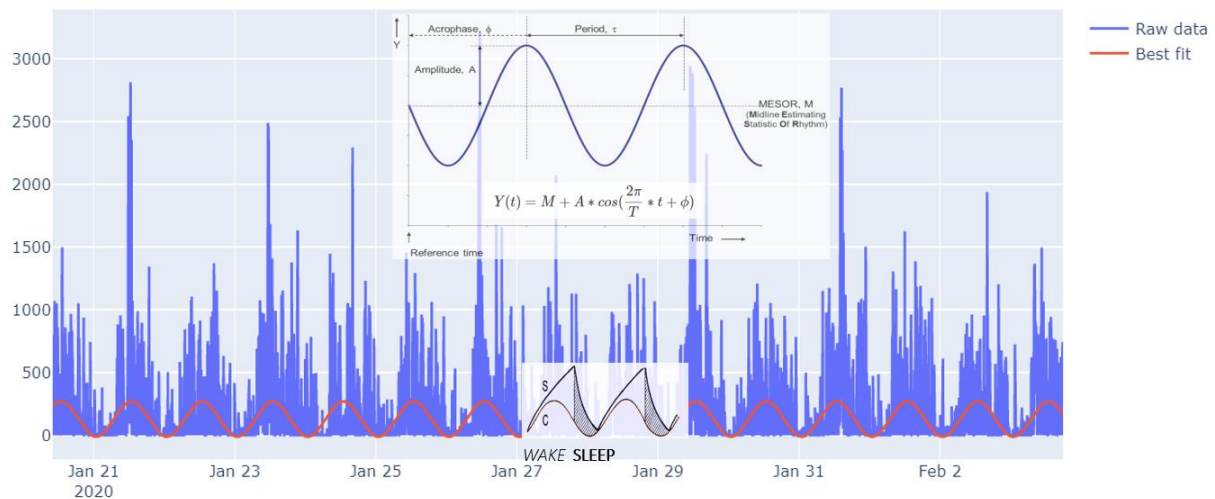 Raw data
Best fit
3000
2500
2000
1500
1000
500
0
Acrophase, ϕ
Period, τ
Y
Amplitude, A
MESOR, M
(Midline Estimating
Statistic Of Rhythm)
Y(t) = M + A * cos(2π/T * t + ϕ)
Time
Reference time
S
C
WAKE SLEEP
Jan 21
2020
Jan 23
Jan 25
Jan 27
Jan 29
Jan 31
Feb 2